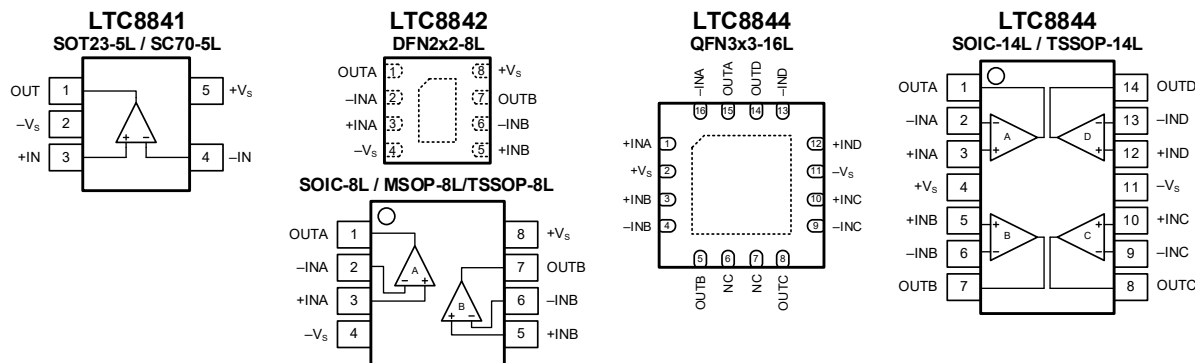 LTC8841
SOT23-5L / SC70-5L
OUT 1
–VS 2
+IN 3
5 +VS
4 –IN
+ –
LTC8842
DFN2x2-8L
OUTA 1
–INA 2
+INA 3
–VS 4
8 +VS
7 OUTB
6 –INB
5 +INB
SOIC-8L / MSOP-8L/TSSOP-8L
OUTA 1
–INA 2
+INA 3
–VS 4
8 +VS
7 OUTB
6 –INB
5 +INB
A
– +
B
+ –
LTC8844
QFN3x3-16L
–INA OUTA OUTD –IND
16 15 14 13
+INA 1
+VS 2
+INB 3
–INB 4
12 +IND
11 –VS
10 +INC
9 –INC
5 6 7 8
OUTB NC NC OUTC
LTC8844
SOIC-14L / TSSOP-14L
OUTA 1
–INA 2
+INA 3
+VS 4
+INB 5
–INB 6
OUTB 7
14 OUTD
13 –IND
12 +IND
11 –VS
10 +INC
9 –INC
8 OUTC
– A D –
+ +
+ B C +
– –